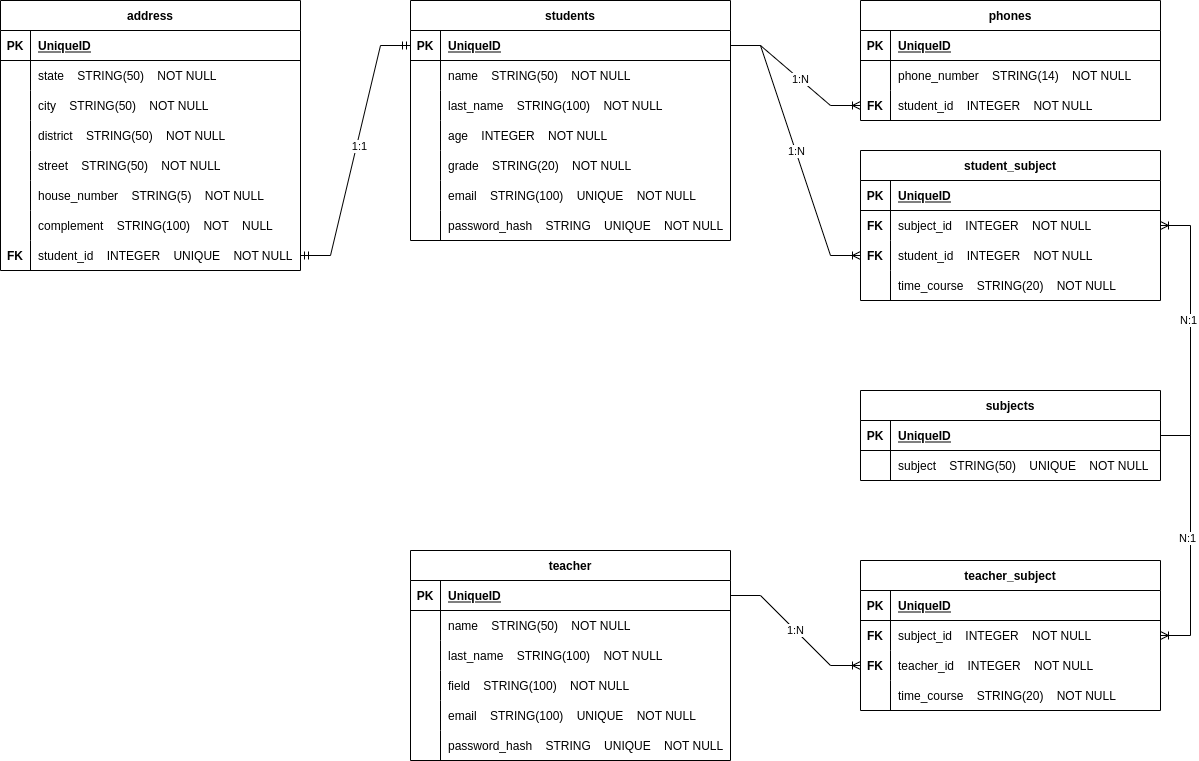 address
PK UniqueID
state STRING(50) NOT NULL
city STRING(50) NOT NULL
district STRING(50) NOT NULL
street STRING(50) NOT NULL
house_number STRING(5) NOT NULL
complement STRING(100) NOT NULL
FK student_id INTEGER UNIQUE NOT NULL
1:1
students
PK UniqueID
name STRING(50) NOT NULL
last_name STRING(100) NOT NULL
age INTEGER NOT NULL
grade STRING(20) NOT NULL
email STRING(100) UNIQUE NOT NULL
password_hash STRING UNIQUE NOT NULL
1:N
1:N
phones
PK UniqueID
phone_number STRING(14) NOT NULL
FK student_id INTEGER NOT NULL
student_subject
PK UniqueID
FK subject_id INTEGER NOT NULL
FK student_id INTEGER NOT NULL
time_course STRING(20) NOT NULL
N:1
subjects
PK UniqueID
subject STRING(50) UNIQUE NOT NULL
N:1
teacher
PK UniqueID
name STRING(50) NOT NULL
last_name STRING(100) NOT NULL
field STRING(100) NOT NULL
email STRING(100) UNIQUE NOT NULL
password_hash STRING UNIQUE NOT NULL
1:N
teacher_subject
PK UniqueID
FK subject_id INTEGER NOT NULL
FK teacher_id INTEGER NOT NULL
time_course STRING(20) NOT NULL